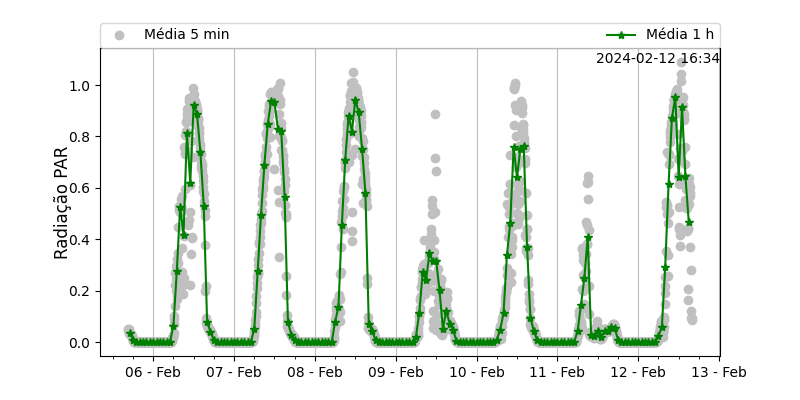 Média 5 min
Média 1 h
2024-02-12 16:34
Radiação PAR
1.0
0.8
0.6
0.4
0.2
0.0
06 - Feb
07 - Feb
08 - Feb
09 - Feb
10 - Feb
11 - Feb
12 - Feb
13 - Feb